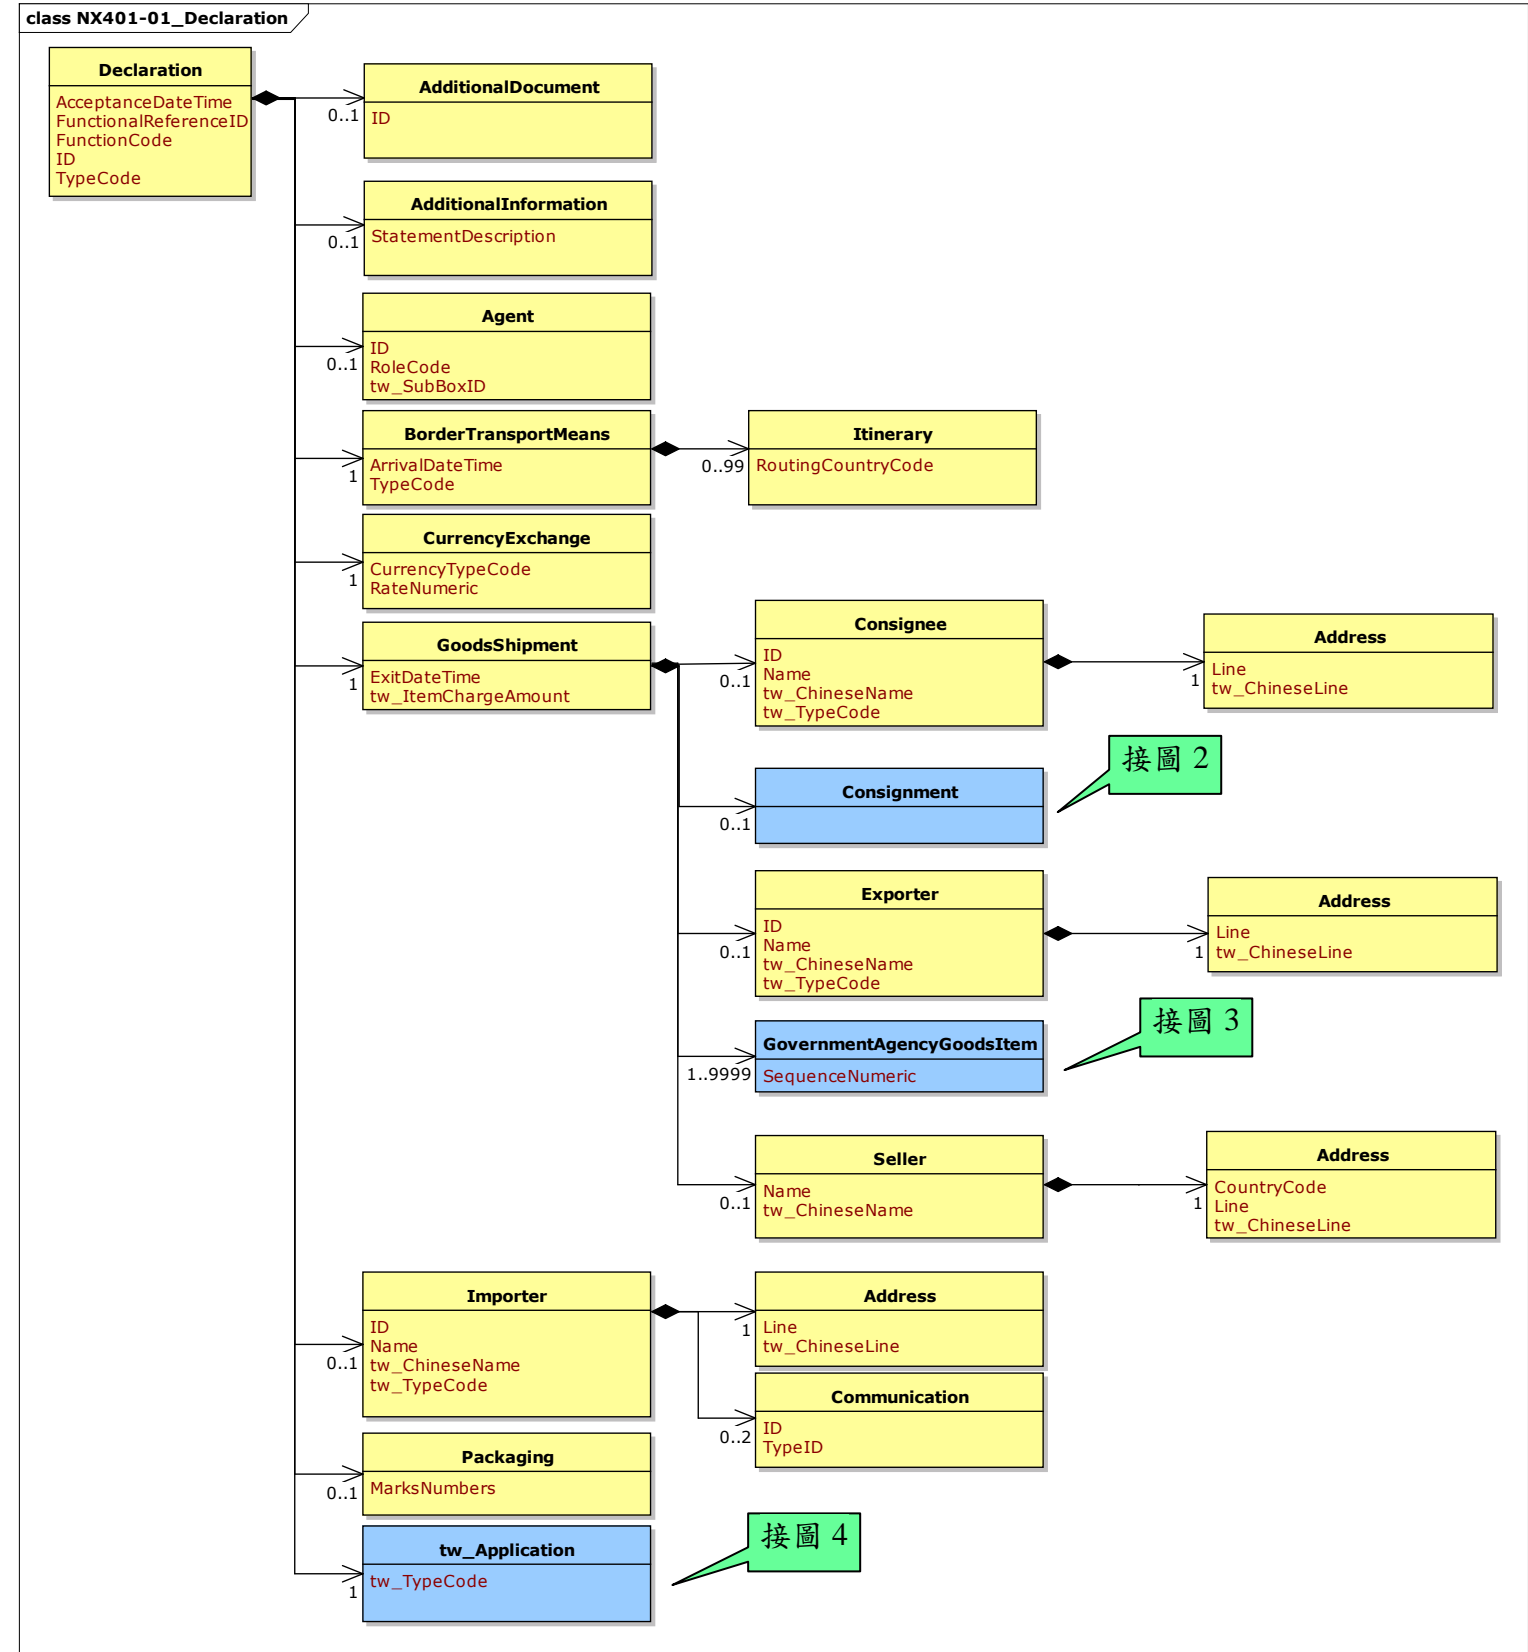 class NX401-01_Declaration
Declaration
AcceptanceDateTime
FunctionalReferenceID
FunctionCode
ID
TypeCode
AdditionalDocument
0..1
ID
AdditionalInformation
0..1
StatementDescription
Agent
0..1
ID
RoleCode
tw_SubBoxID
BorderTransportMeans
1
ArrivalDateTime
TypeCode
Itinerary
0..99
RoutingCountryCode
CurrencyExchange
1
CurrencyTypeCode
RateNumeric
GoodsShipment
1
ExitDateTime
tw_ItemChargeAmount
Consignee
0..1
ID
Name
tw_ChineseName
tw_TypeCode
Address
1
Line
tw_ChineseLine
接圖 2
Consignment
0..1
Exporter
0..1
ID
Name
tw_ChineseName
tw_TypeCode
Address
1
Line
tw_ChineseLine
接圖 3
GovernmentAgencyGoodsItem
1..9999
SequenceNumeric
Seller
0..1
Name
tw_ChineseName
Address
1
CountryCode
Line
tw_ChineseLine
Importer
0..1
ID
Name
tw_ChineseName
tw_TypeCode
Address
1
Line
tw_ChineseLine
Communication
0..2
ID
TypeID
Packaging
0..1
MarksNumbers
接圖 4
tw_Application
1
tw_TypeCode